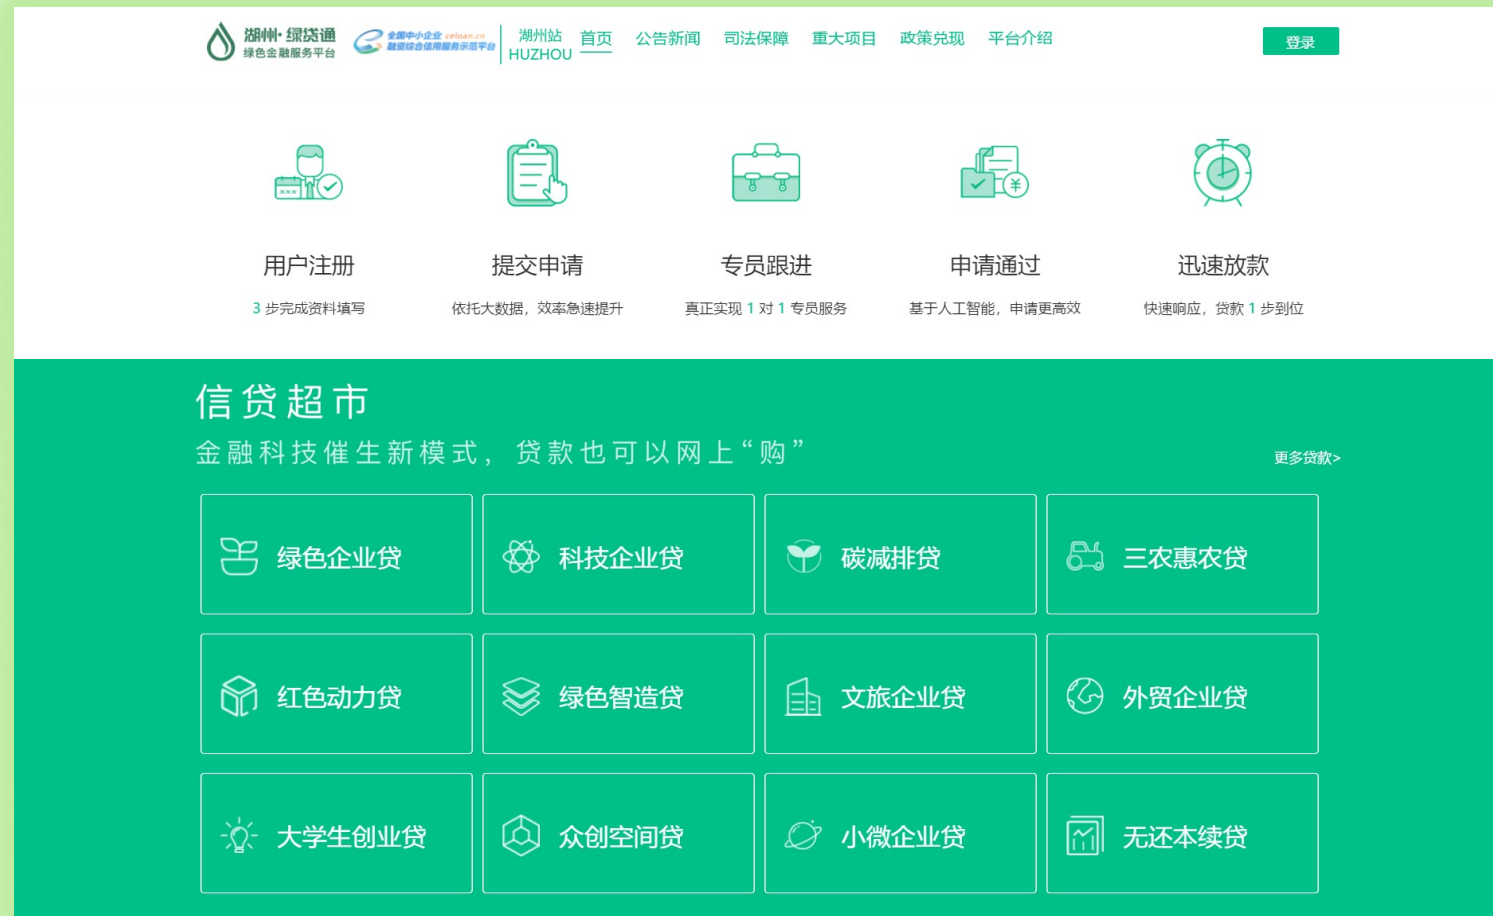 湖州·绿贷通
绿色金融服务平台
全国中小企业 celoan.cn
融资综合信用服务示范平台
湖州站
HUZHOU
首页 公告新闻 司法保障 重大项目 政策兑现 平台介绍
登录
用户注册 提交申请 专员跟进 申请通过 迅速放款
3 步完成资料填写 依托大数据，效率急速提升 真正实现 1 对 1 专员服务 基于人工智能，申请更高效 快速响应，贷款 1 步到位
信贷超市
金融科技催生新模式，贷款也可以网上“购”
更多贷款>
绿色企业贷 科技企业贷 碳减排贷 三农惠农贷
红色动力贷 绿色智造贷 文旅企业贷 外贸企业贷
大学生创业贷 众创空间贷 小微企业贷 无还本续贷